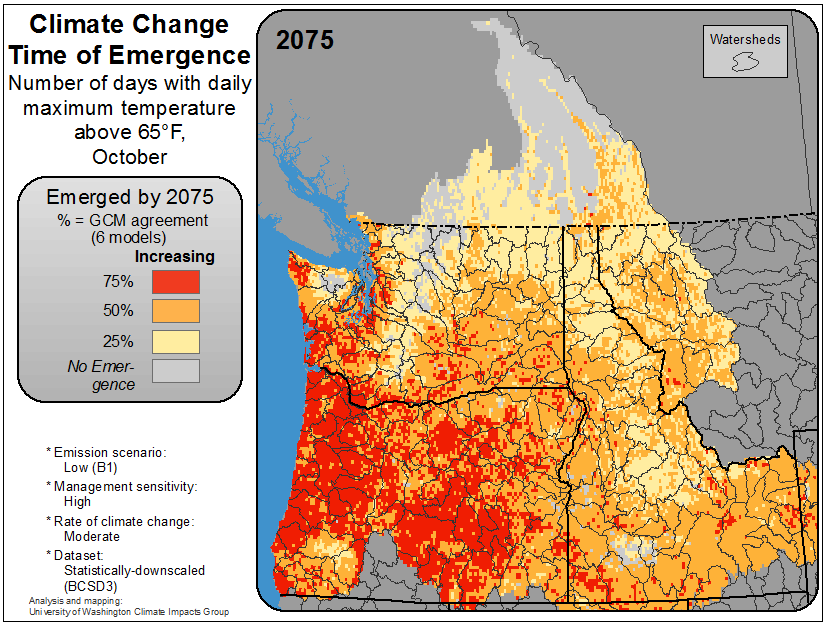 Climate Change
Time of Emergence
Number of days with daily
maximum temperature
above 65°F,
October
Emerged by 2075
% = GCM agreement
(6 models)
Increasing
75%
50%
25%
No Emer-
gence
* Emission scenario:
Low (B1)
* Management sensitivity:
High
* Rate of climate change:
Moderate
* Dataset:
Statistically-downscaled
(BCSD3)
Analysis and mapping:
University of Washington Climate Impacts Group
2075
Watersheds